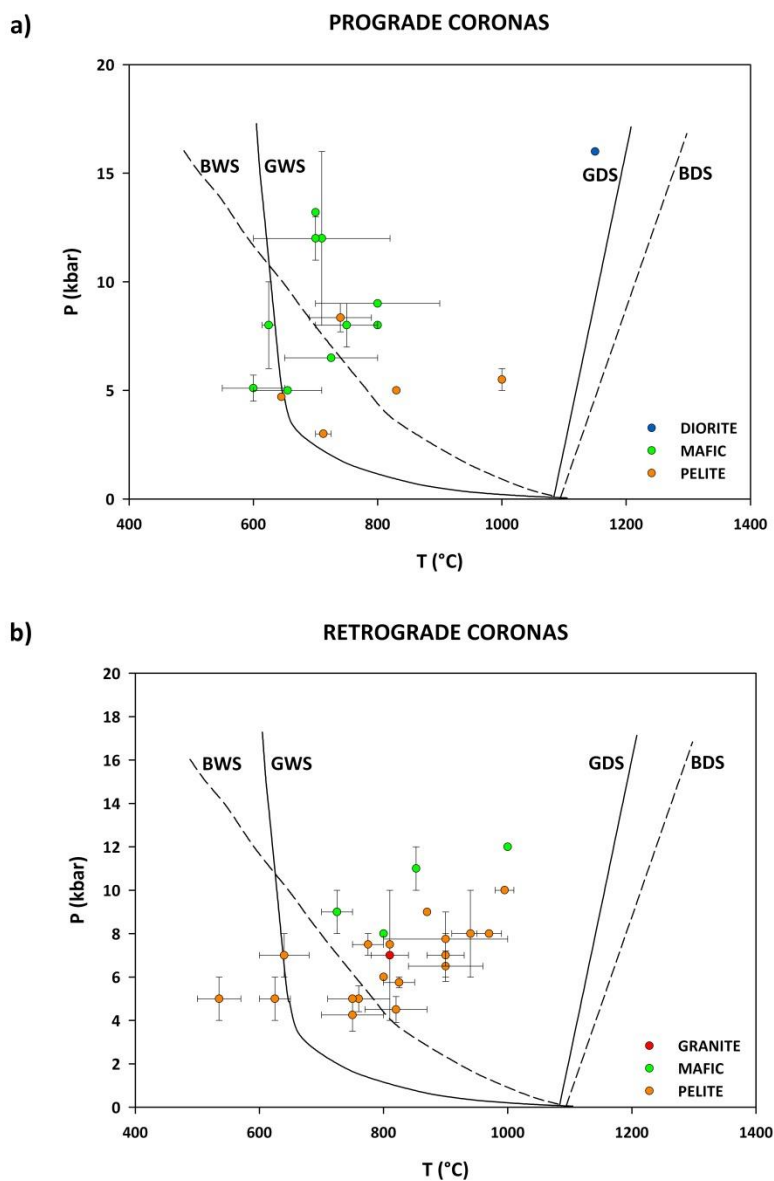 a)
PROGRADE CORONAS
20
15
10
5
0
P (kbar)
BWS
GWS
GDS
BDS
DIORITE
MAFIC
PELITE
400 600 800 1000 1200 1400
T (°C)
b)
RETROGRADE CORONAS
20
18
16
14
12
10
8
6
4
2
0
P (kbar)
BWS
GWS
GDS
BDS
GRANITE
MAFIC
PELITE
400 600 800 1000 1200 1400
T (°C)